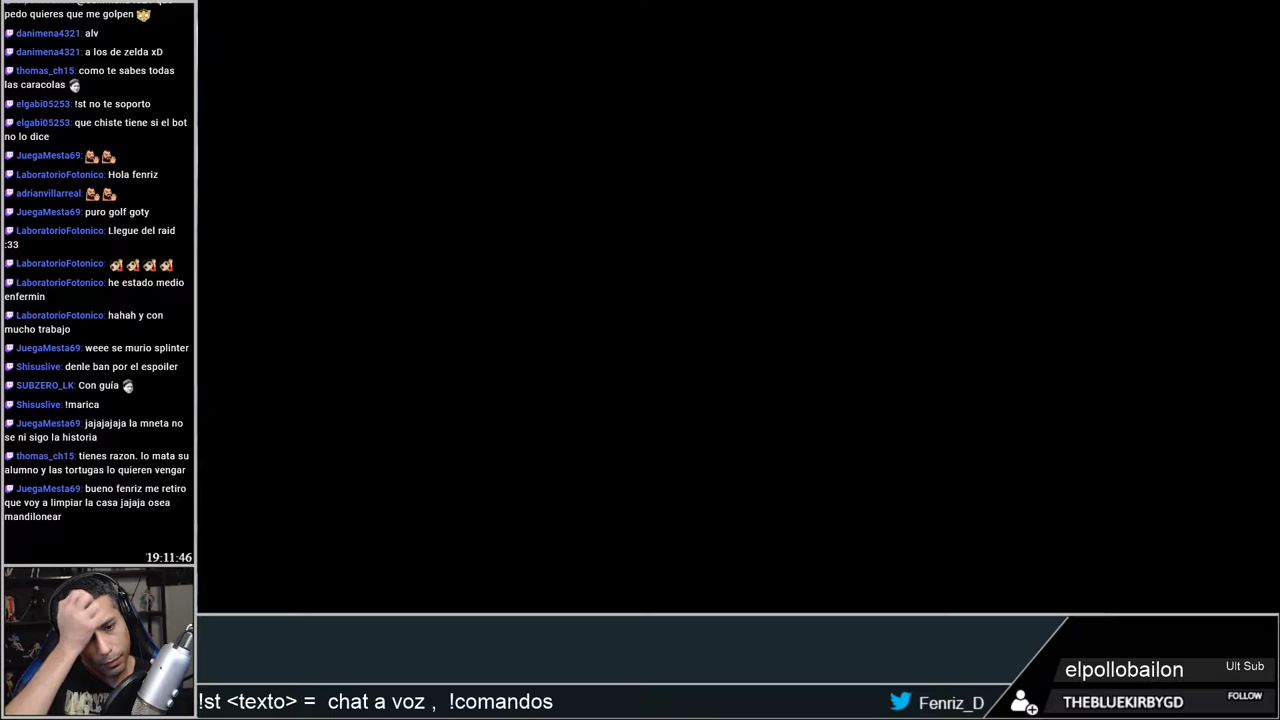 pedo quieres que me golpen
danimena4321: alv
danimena4321: a los de zelda xD
thomas_ch15: como te sabes todas
las caracolas
elgabi05253: !st no te soporto
elgabi05253: que chiste tiene si el bot
no lo dice
JuegaMesta69:
LaboratorioFotonico: Hola fenriz
adrianvillarreal:
JuegaMesta69: puro golf goty
LaboratorioFotonico: Llegue del raid
:33
LaboratorioFotonico:
LaboratorioFotonico: he estado medio
enfermin
LaboratorioFotonico: hahah y con
mucho trabajo
JuegaMesta69: weee se murio splinter
Shisuslive: denle ban por el espoiler
SUBZERO_LK: Con guía
Shisuslive: !marica
JuegaMesta69: jajajajaja la mneta no
se ni sigo la historia
thomas_ch15: tienes razon. lo mata su
alumno y las tortugas lo quieren vengar
JuegaMesta69: bueno fenriz me retiro
que voy a limpiar la casa jajaja osea
mandilonear
19:11:46
!st <texto> = chat a voz , !comandos
Fenriz_D
elpollobailon
Ult Sub
THEBLUEKIRBYGD
FOLLOW